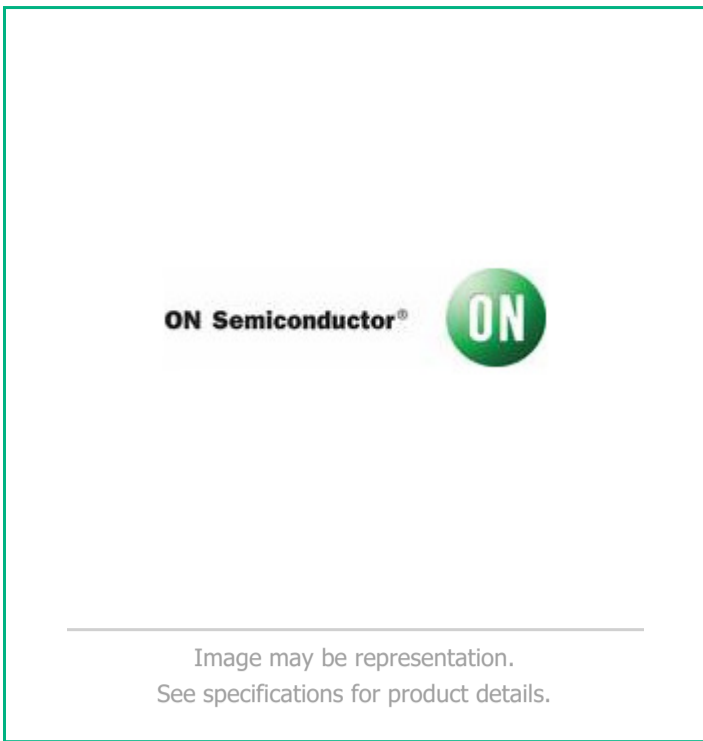 ON Semiconductor®
ON
Image may be representation.
See specifications for product details.